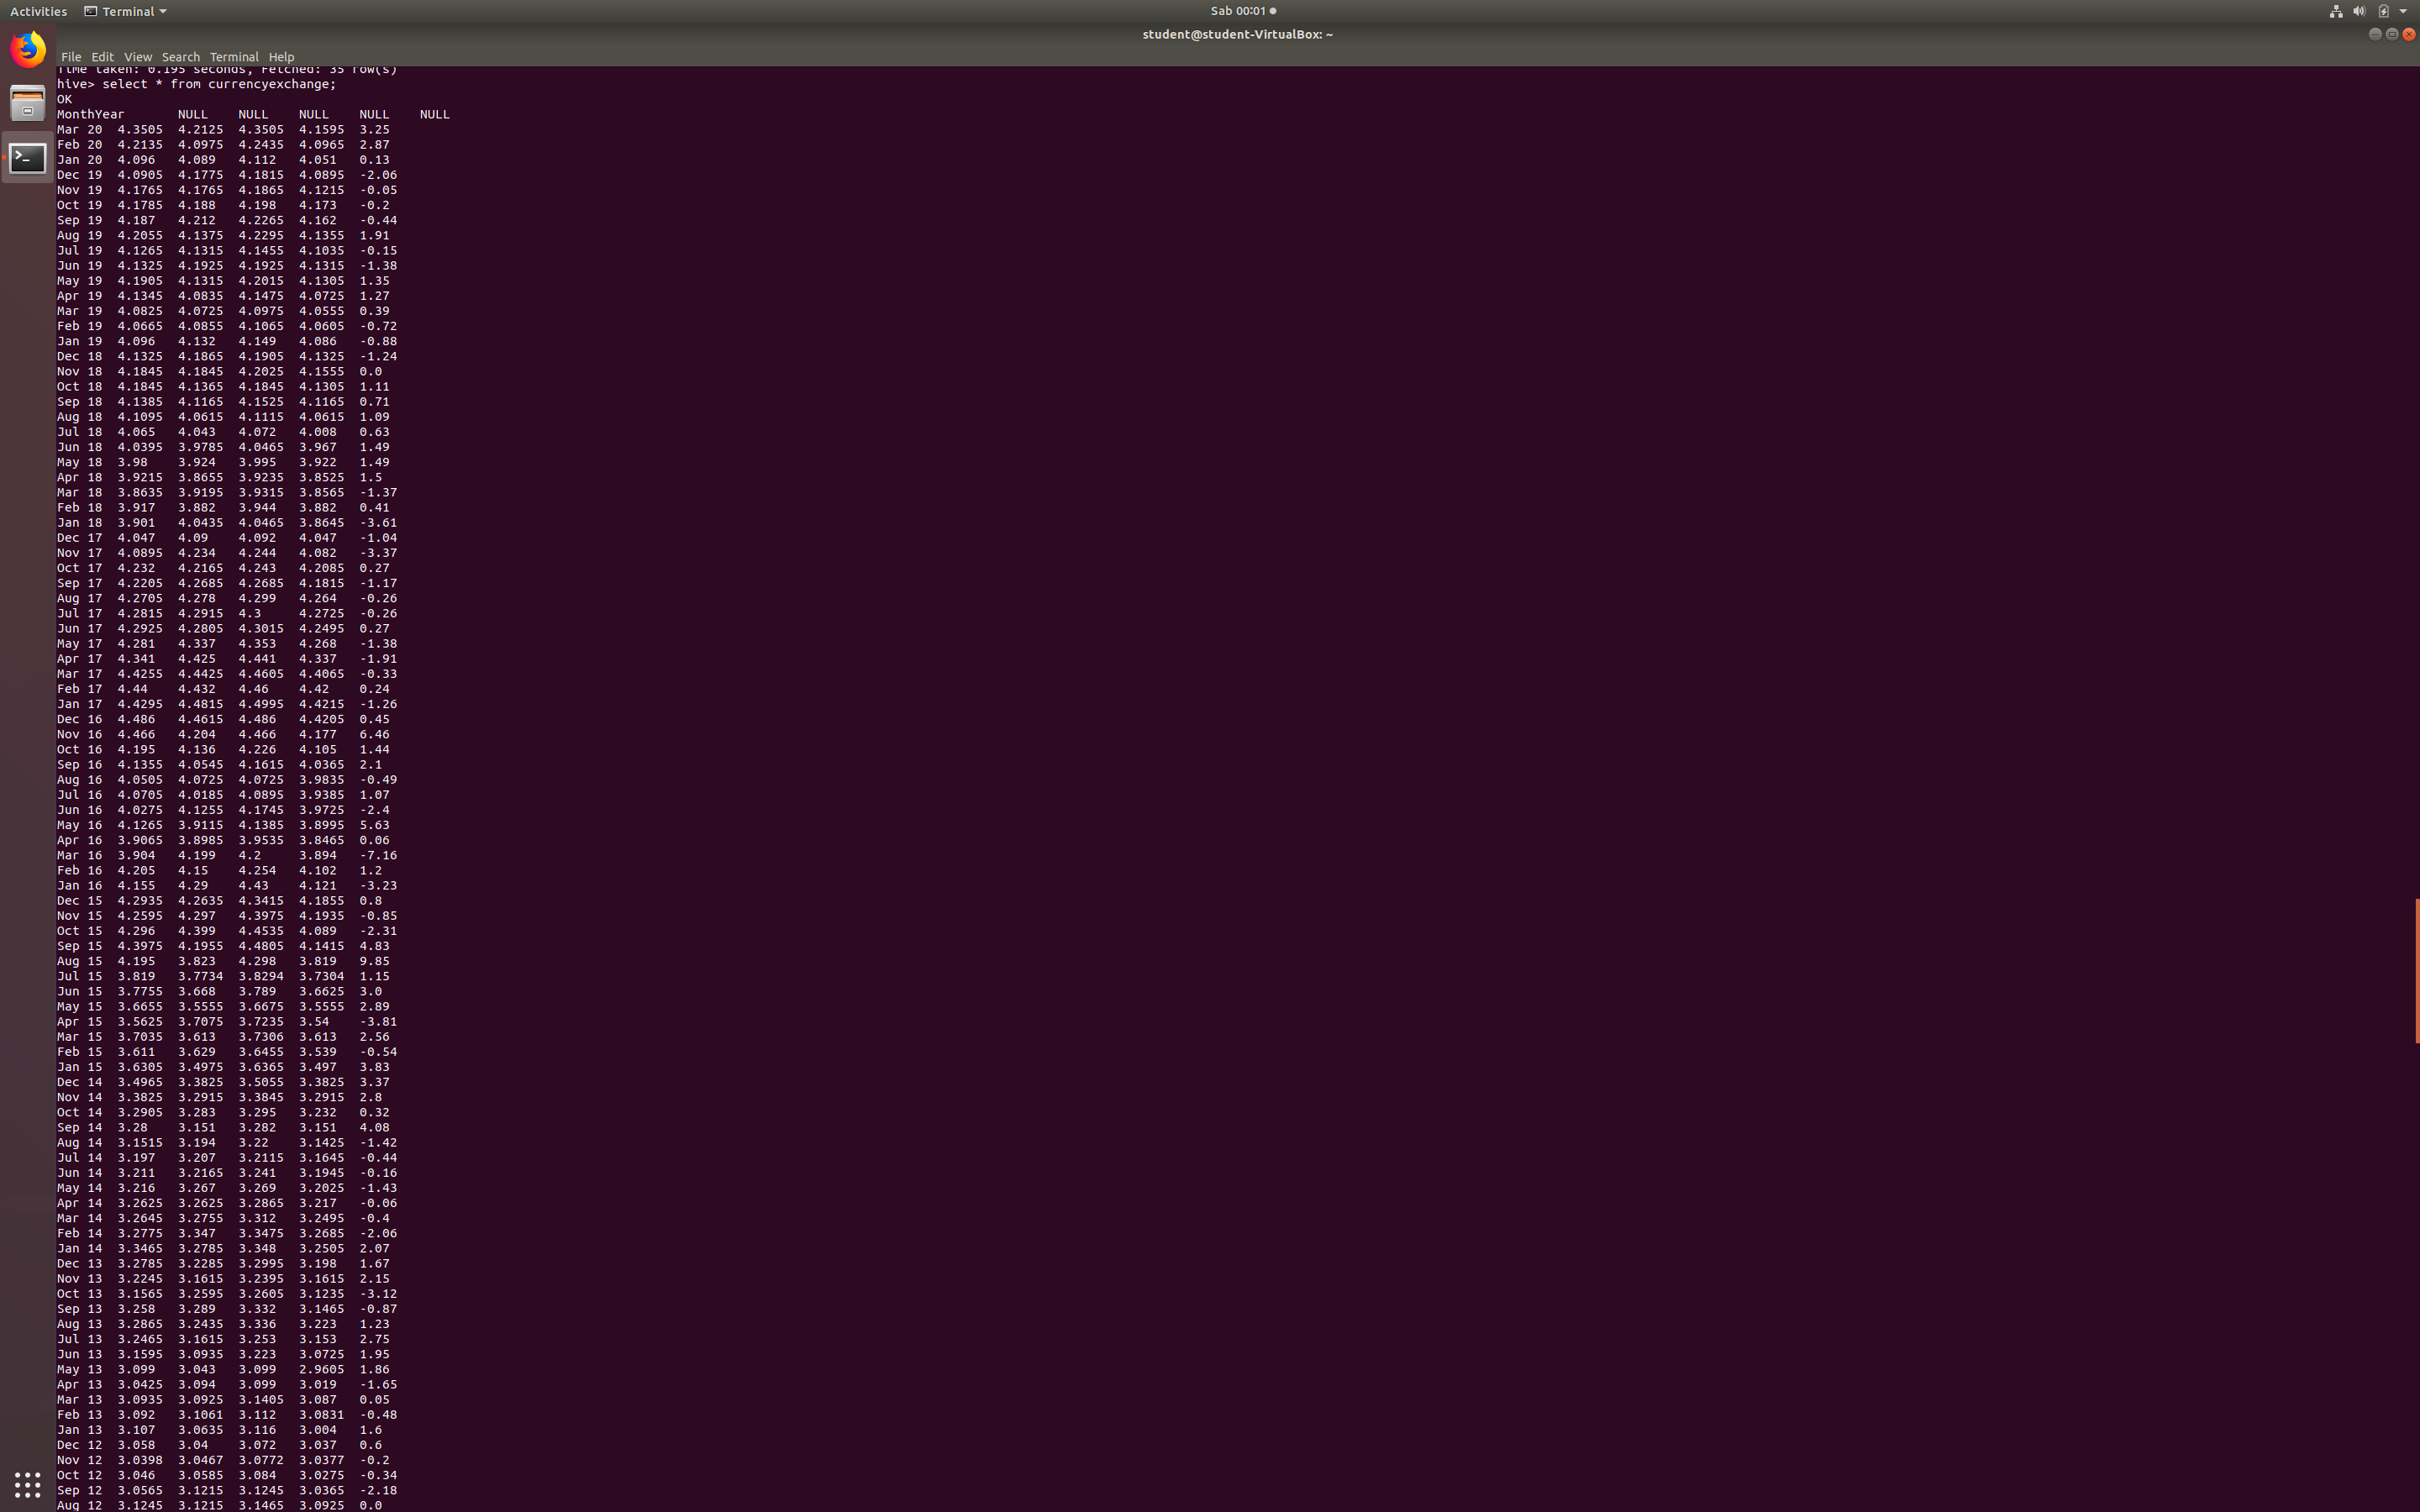 Activities Terminal Sab 00:01
student@student-VirtualBox: ~
File Edit View Search Terminal Help
Time taken: 0.195 seconds, Fetched: 35 row(s)
hive> select * from currencyexchange;
OK
MonthYear NULL NULL NULL NULL NULL
Mar 20 4.3505 4.2125 4.3505 4.1595 3.25
Feb 20 4.2135 4.0975 4.2435 4.0965 2.87
Jan 20 4.096 4.089 4.112 4.051 0.13
Dec 19 4.0905 4.1775 4.1815 4.0895 -2.06
Nov 19 4.1765 4.1765 4.1865 4.1215 -0.05
Oct 19 4.1785 4.188 4.198 4.173 -0.2
Sep 19 4.187 4.212 4.2265 4.162 -0.44
Aug 19 4.2055 4.1375 4.2295 4.1355 1.91
Jul 19 4.1265 4.1315 4.1455 4.1035 -0.15
Jun 19 4.1325 4.1925 4.1925 4.1315 -1.38
May 19 4.1905 4.1315 4.2015 4.1305 1.35
Apr 19 4.1345 4.0835 4.1475 4.0725 1.27
Mar 19 4.0825 4.0725 4.0975 4.0555 0.39
Feb 19 4.0665 4.0855 4.1065 4.0605 -0.72
Jan 19 4.096 4.132 4.149 4.086 -0.88
Dec 18 4.1325 4.1865 4.1905 4.1325 -1.24
Nov 18 4.1845 4.1845 4.2025 4.1555 0.0
Oct 18 4.1845 4.1365 4.1845 4.1305 1.11
Sep 18 4.1385 4.1165 4.1525 4.1165 0.71
Aug 18 4.1095 4.0615 4.1115 4.0615 1.09
Jul 18 4.065 4.043 4.072 4.008 0.63
Jun 18 4.0395 3.9785 4.0465 3.967 1.49
May 18 3.98 3.924 3.995 3.922 1.49
Apr 18 3.9215 3.8655 3.9235 3.8525 1.5
Mar 18 3.8635 3.9195 3.9315 3.8565 -1.37
Feb 18 3.917 3.882 3.944 3.882 0.41
Jan 18 3.901 4.0435 4.0465 3.8645 -3.61
Dec 17 4.047 4.09 4.092 4.047 -1.04
Nov 17 4.0895 4.234 4.244 4.082 -3.37
Oct 17 4.232 4.2165 4.243 4.2085 0.27
Sep 17 4.2205 4.2685 4.2685 4.1815 -1.17
Aug 17 4.2705 4.278 4.299 4.264 -0.26
Jul 17 4.2815 4.2915 4.3 4.2725 -0.26
Jun 17 4.2925 4.2805 4.3015 4.2495 0.27
May 17 4.281 4.337 4.353 4.268 -1.38
Apr 17 4.341 4.425 4.441 4.337 -1.91
Mar 17 4.4255 4.4425 4.4605 4.4065 -0.33
Feb 17 4.44 4.432 4.46 4.42 0.24
Jan 17 4.4295 4.4815 4.4995 4.4215 -1.26
Dec 16 4.486 4.4615 4.486 4.4205 0.45
Nov 16 4.466 4.204 4.466 4.177 6.46
Oct 16 4.195 4.136 4.226 4.105 1.44
Sep 16 4.1355 4.0545 4.1615 4.0365 2.1
Aug 16 4.0505 4.0725 4.0725 3.9835 -0.49
Jul 16 4.0705 4.0185 4.0895 3.9385 1.07
Jun 16 4.0275 4.1255 4.1745 3.9725 -2.4
May 16 4.1265 3.9115 4.1385 3.8995 5.63
Apr 16 3.9065 3.8985 3.9535 3.8465 0.06
Mar 16 3.904 4.199 4.2 3.894 -7.16
Feb 16 4.205 4.15 4.254 4.102 1.2
Jan 16 4.155 4.29 4.43 4.121 -3.23
Dec 15 4.2935 4.2635 4.3415 4.1855 0.8
Nov 15 4.2595 4.297 4.3975 4.1935 -0.85
Oct 15 4.296 4.399 4.4535 4.089 -2.31
Sep 15 4.3975 4.1955 4.4805 4.1415 4.83
Aug 15 4.195 3.823 4.298 3.819 9.85
Jul 15 3.819 3.7734 3.8294 3.7304 1.15
Jun 15 3.7755 3.668 3.789 3.6625 3.0
May 15 3.6655 3.5555 3.6675 3.5555 2.89
Apr 15 3.5625 3.7075 3.7235 3.54 -3.81
Mar 15 3.7035 3.613 3.7306 3.613 2.56
Feb 15 3.611 3.629 3.6455 3.539 -0.54
Jan 15 3.6305 3.4975 3.6365 3.497 3.83
Dec 14 3.4965 3.3825 3.5055 3.3825 3.37
Nov 14 3.3825 3.2915 3.3845 3.2915 2.8
Oct 14 3.2905 3.283 3.295 3.232 0.32
Sep 14 3.28 3.151 3.282 3.151 4.08
Aug 14 3.1515 3.194 3.22 3.1425 -1.42
Jul 14 3.197 3.207 3.2115 3.1645 -0.44
Jun 14 3.211 3.2165 3.241 3.1945 -0.16
May 14 3.216 3.267 3.269 3.2025 -1.43
Apr 14 3.2625 3.2625 3.2865 3.217 -0.06
Mar 14 3.2645 3.2755 3.312 3.2495 -0.4
Feb 14 3.2775 3.347 3.3475 3.2685 -2.06
Jan 14 3.3465 3.2785 3.348 3.2505 2.07
Dec 13 3.2785 3.2285 3.2995 3.198 1.67
Nov 13 3.2245 3.1615 3.2395 3.1615 2.15
Oct 13 3.1565 3.2595 3.2605 3.1235 -3.12
Sep 13 3.258 3.289 3.332 3.1465 -0.87
Aug 13 3.2865 3.2435 3.336 3.223 1.23
Jul 13 3.2465 3.1615 3.253 3.153 2.75
Jun 13 3.1595 3.0935 3.223 3.0725 1.95
May 13 3.099 3.043 3.099 2.9605 1.86
Apr 13 3.0425 3.094 3.099 3.019 -1.65
Mar 13 3.0935 3.0925 3.1405 3.087 0.05
Feb 13 3.092 3.1061 3.112 3.0831 -0.48
Jan 13 3.107 3.0635 3.116 3.004 1.6
Dec 12 3.058 3.04 3.072 3.037 0.6
Nov 12 3.0398 3.0467 3.0772 3.0377 -0.2
Oct 12 3.046 3.0585 3.084 3.0275 -0.34
Sep 12 3.0565 3.1215 3.1245 3.0365 -2.18
Aug 12 3.1245 3.1215 3.1465 3.0925 0.0